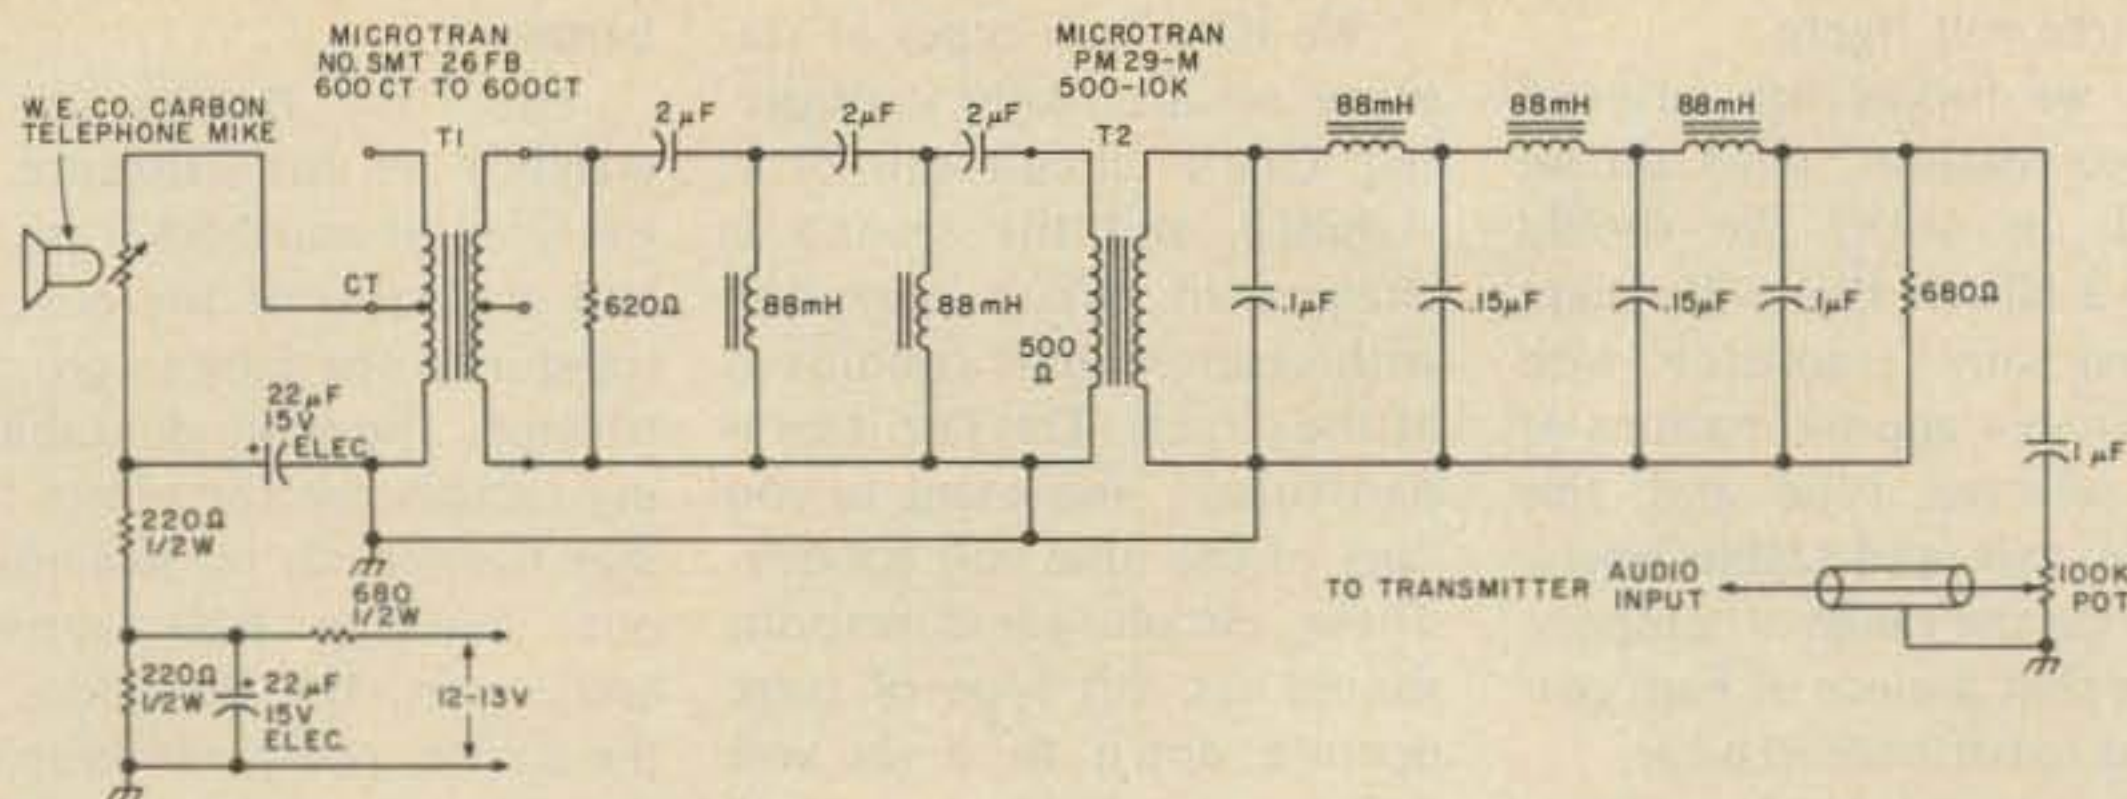 MICROTRAN
NO. SMT 26 FB
600 CT TO 600CT
MICROTRAN
PM 29-M
500-10K
W. E. CO. CARBON
TELEPHONE MIKE
T1
2µF
2µF
2µF
T2
88mH
88mH
88mH
CT
620Ω
88mH
88mH
500
Ω
.1µF
.15µF
.15µF
.1µF
680Ω
22µF
15V
ELEC
1µF
220Ω
1/2W
680
1/2W
TO TRANSMITTER
AUDIO
INPUT
100K
POT
220Ω
1/2W
22µF
15V
ELEC.
12-13V